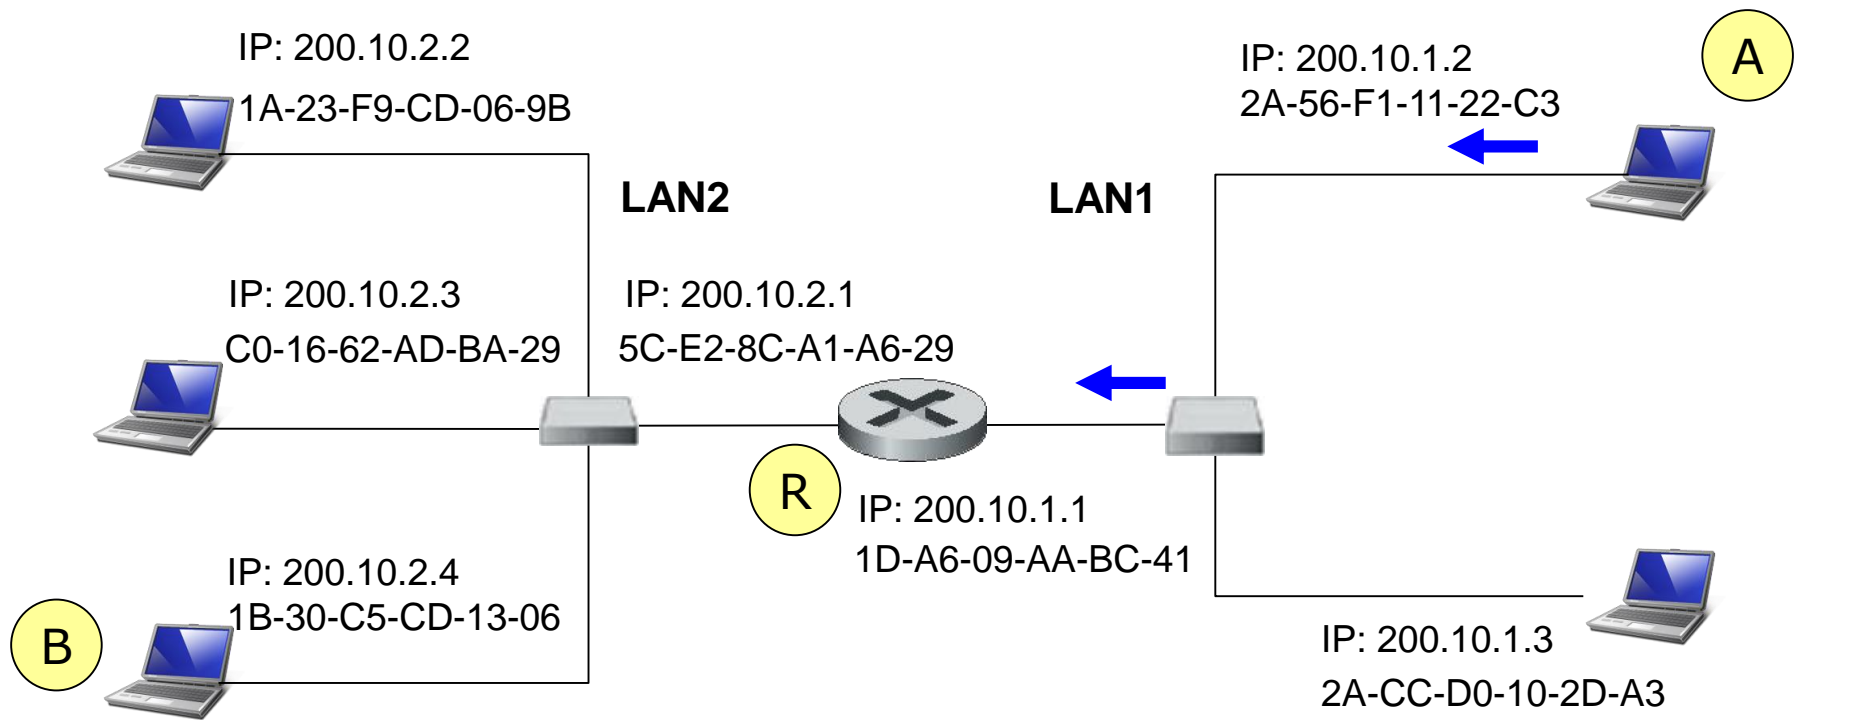 IP: 200.10.2.2
1A-23-F9-CD-06-9B
IP: 200.10.1.2
2A-56-F1-11-22-C3
A
LAN2
LAN1
IP: 200.10.2.3
C0-16-62-AD-BA-29
IP: 200.10.2.1
5C-E2-8C-A1-A6-29
R
IP: 200.10.1.1
1D-A6-09-AA-BC-41
IP: 200.10.2.4
1B-30-C5-CD-13-06
B
IP: 200.10.1.3
2A-CC-D0-10-2D-A3